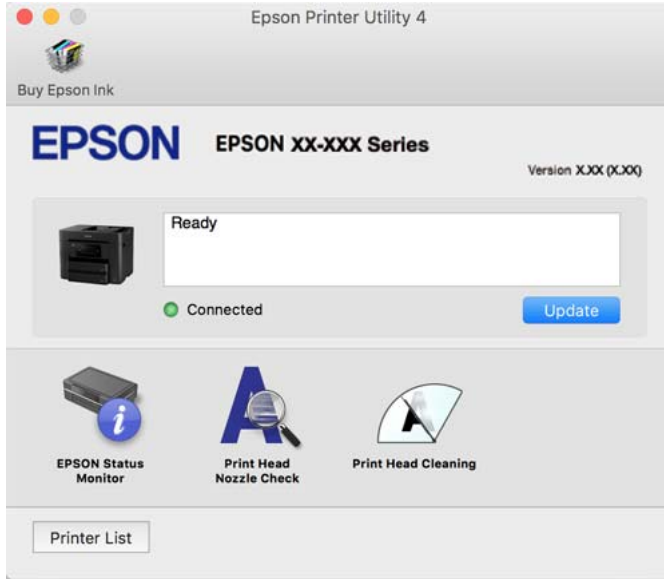 Epson Printer Utility 4
Buy Epson Ink
EPSON
EPSON XX-XXX Series
Version X.XX (X.XX)
Ready
Connected
Update
EPSON Status
Monitor
Print Head
Nozzle Check
Print Head Cleaning
Printer List